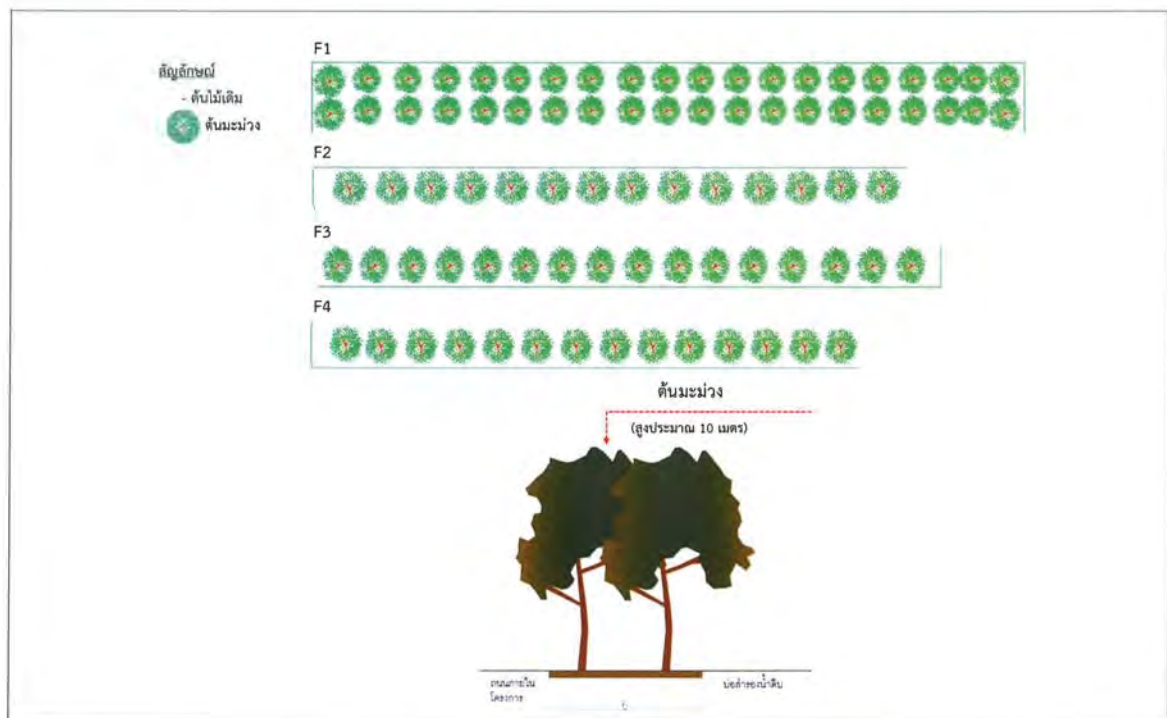 F1
สัญลักษณ์
- ต้นไม้เดิม
ต้นมะม่วง
F2
F3
F4
ต้นมะม่วง
(สูงประมาณ 10 เมตร)
ถนนภายใน
โครงการ
บ่อสำรองน้ำดิบ